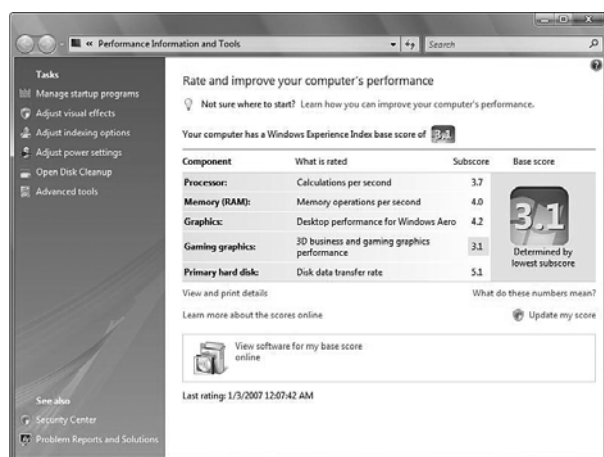 Performance Information and Tools
Search
Tasks
Manage startup programs
Adjust visual effects
Adjust indexing options
Adjust power settings
Open Disk Cleanup
Advanced tools
See also
Security Center
Problem Reports and Solutions
Rate and improve your computer's performance
Not sure where to start? Learn how you can improve your computer's performance.
Your computer has a Windows Experience Index base score of 3.1
Component What is rated Subscore Base score
Processor: Calculations per second 3.7
Memory (RAM): Memory operations per second 4.0
Graphics: Desktop performance for Windows Aero 4.2
Gaming graphics: 3D business and gaming graphics
performance 3.1
Primary hard disk: Disk data transfer rate 5.1
3.1
Determined by
lowest subscore
View and print details What do these numbers mean?
Learn more about the scores online Update my score
View software for my base score
online
Last rating: 1/3/2007 12:07:42 AM